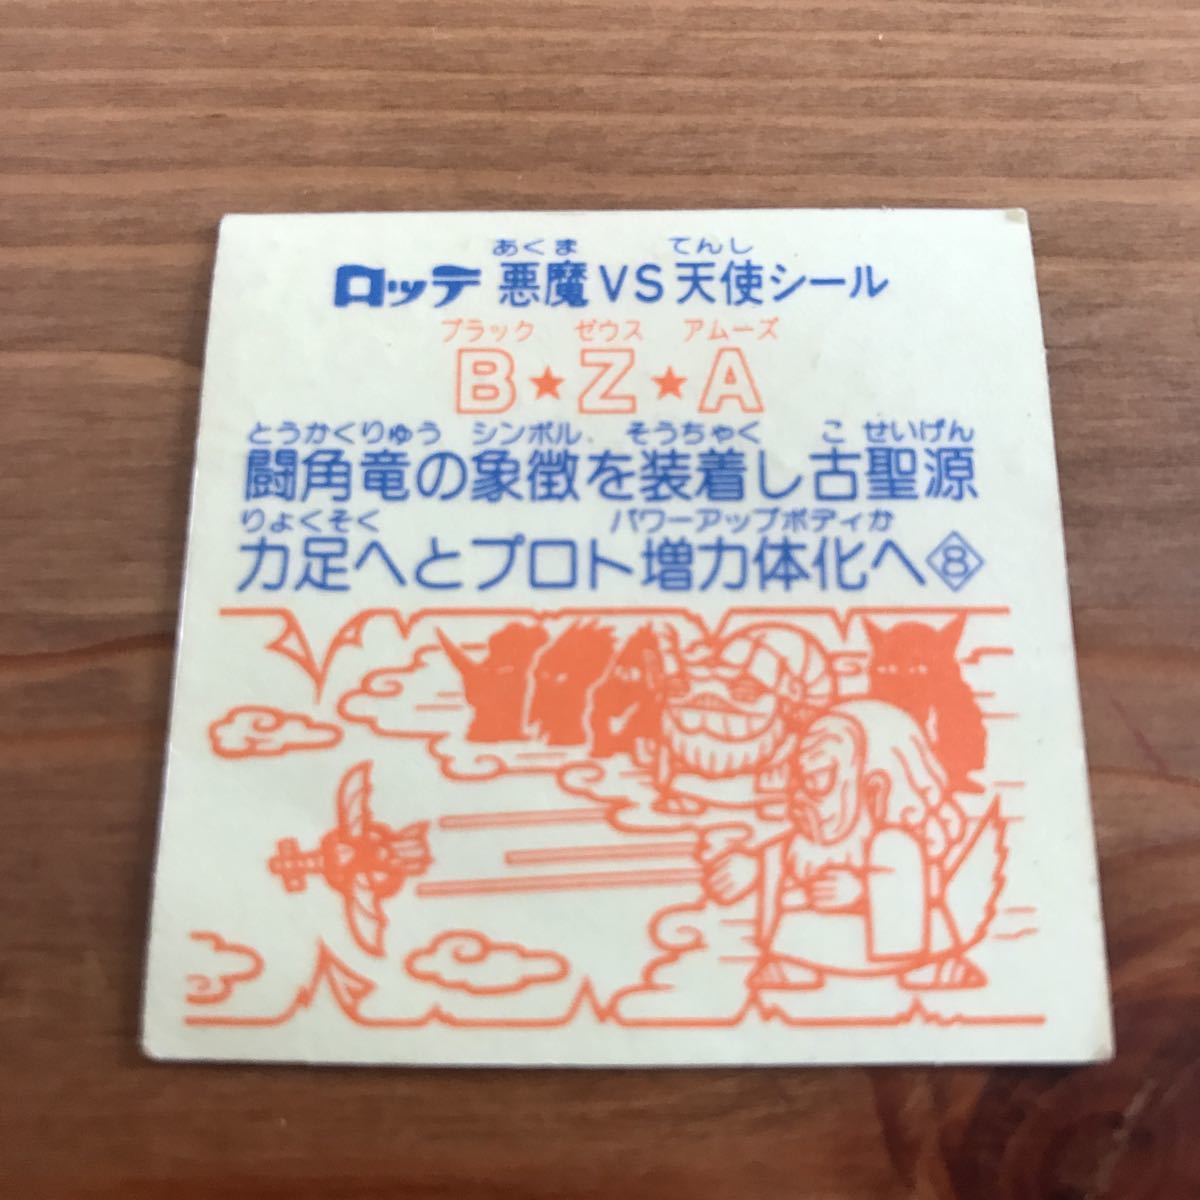 あくま てんし
ロッテ 悪魔VS天使シール
ブラック ゼウス アムーズ
B★Z★A
とうかくりゅう シンボル そうちゃく こ せいげん
闘角竜の象徴を装着し古聖源
りょくそく パワーアップボディか
力足へとプロト増力体化へ⑧